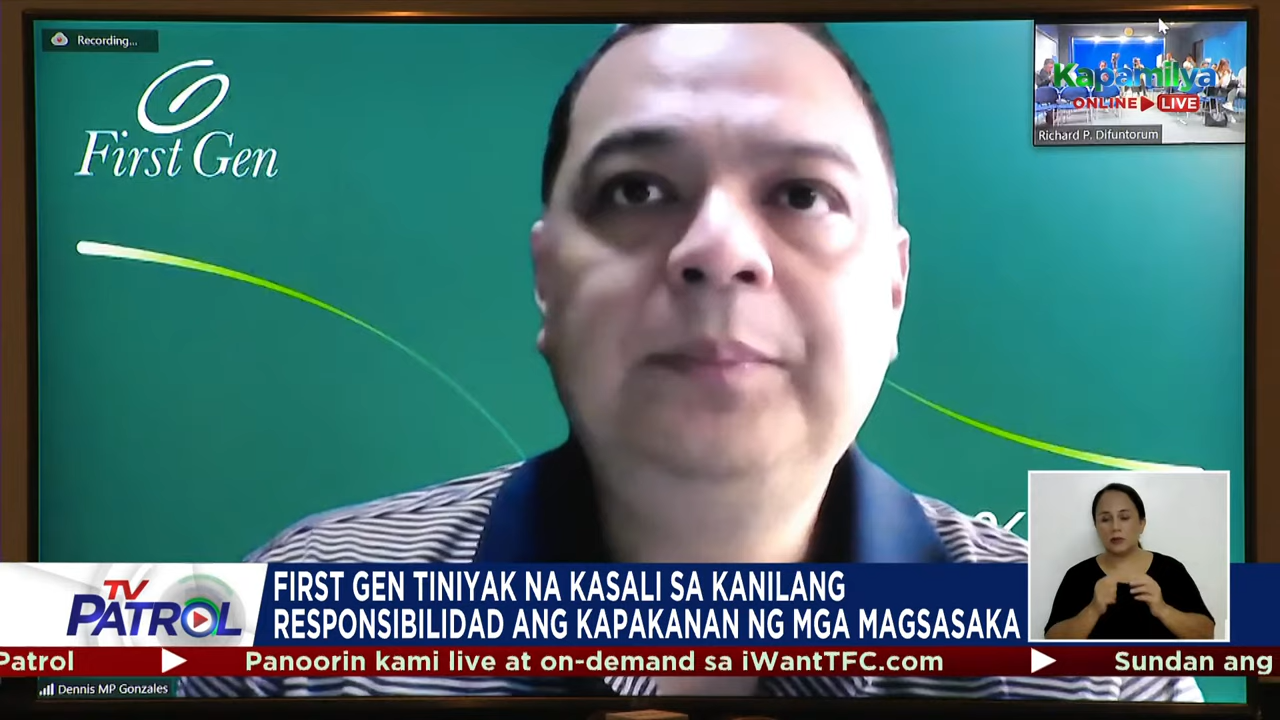 Recording...
First Gen
Kapamilya
ONLINE LIVE
Richard P. Difuntorum
TV PATROL
FIRST GEN TINIYAK NA KASALI SA KANILANG
RESPONSIBILIDAD ANG KAPAKANAN NG MGA MAGSASAKA
Patrol Panoorin kami live at on-demand sa iWantTFC.com Sundan ang
Dennis MP Gonzales